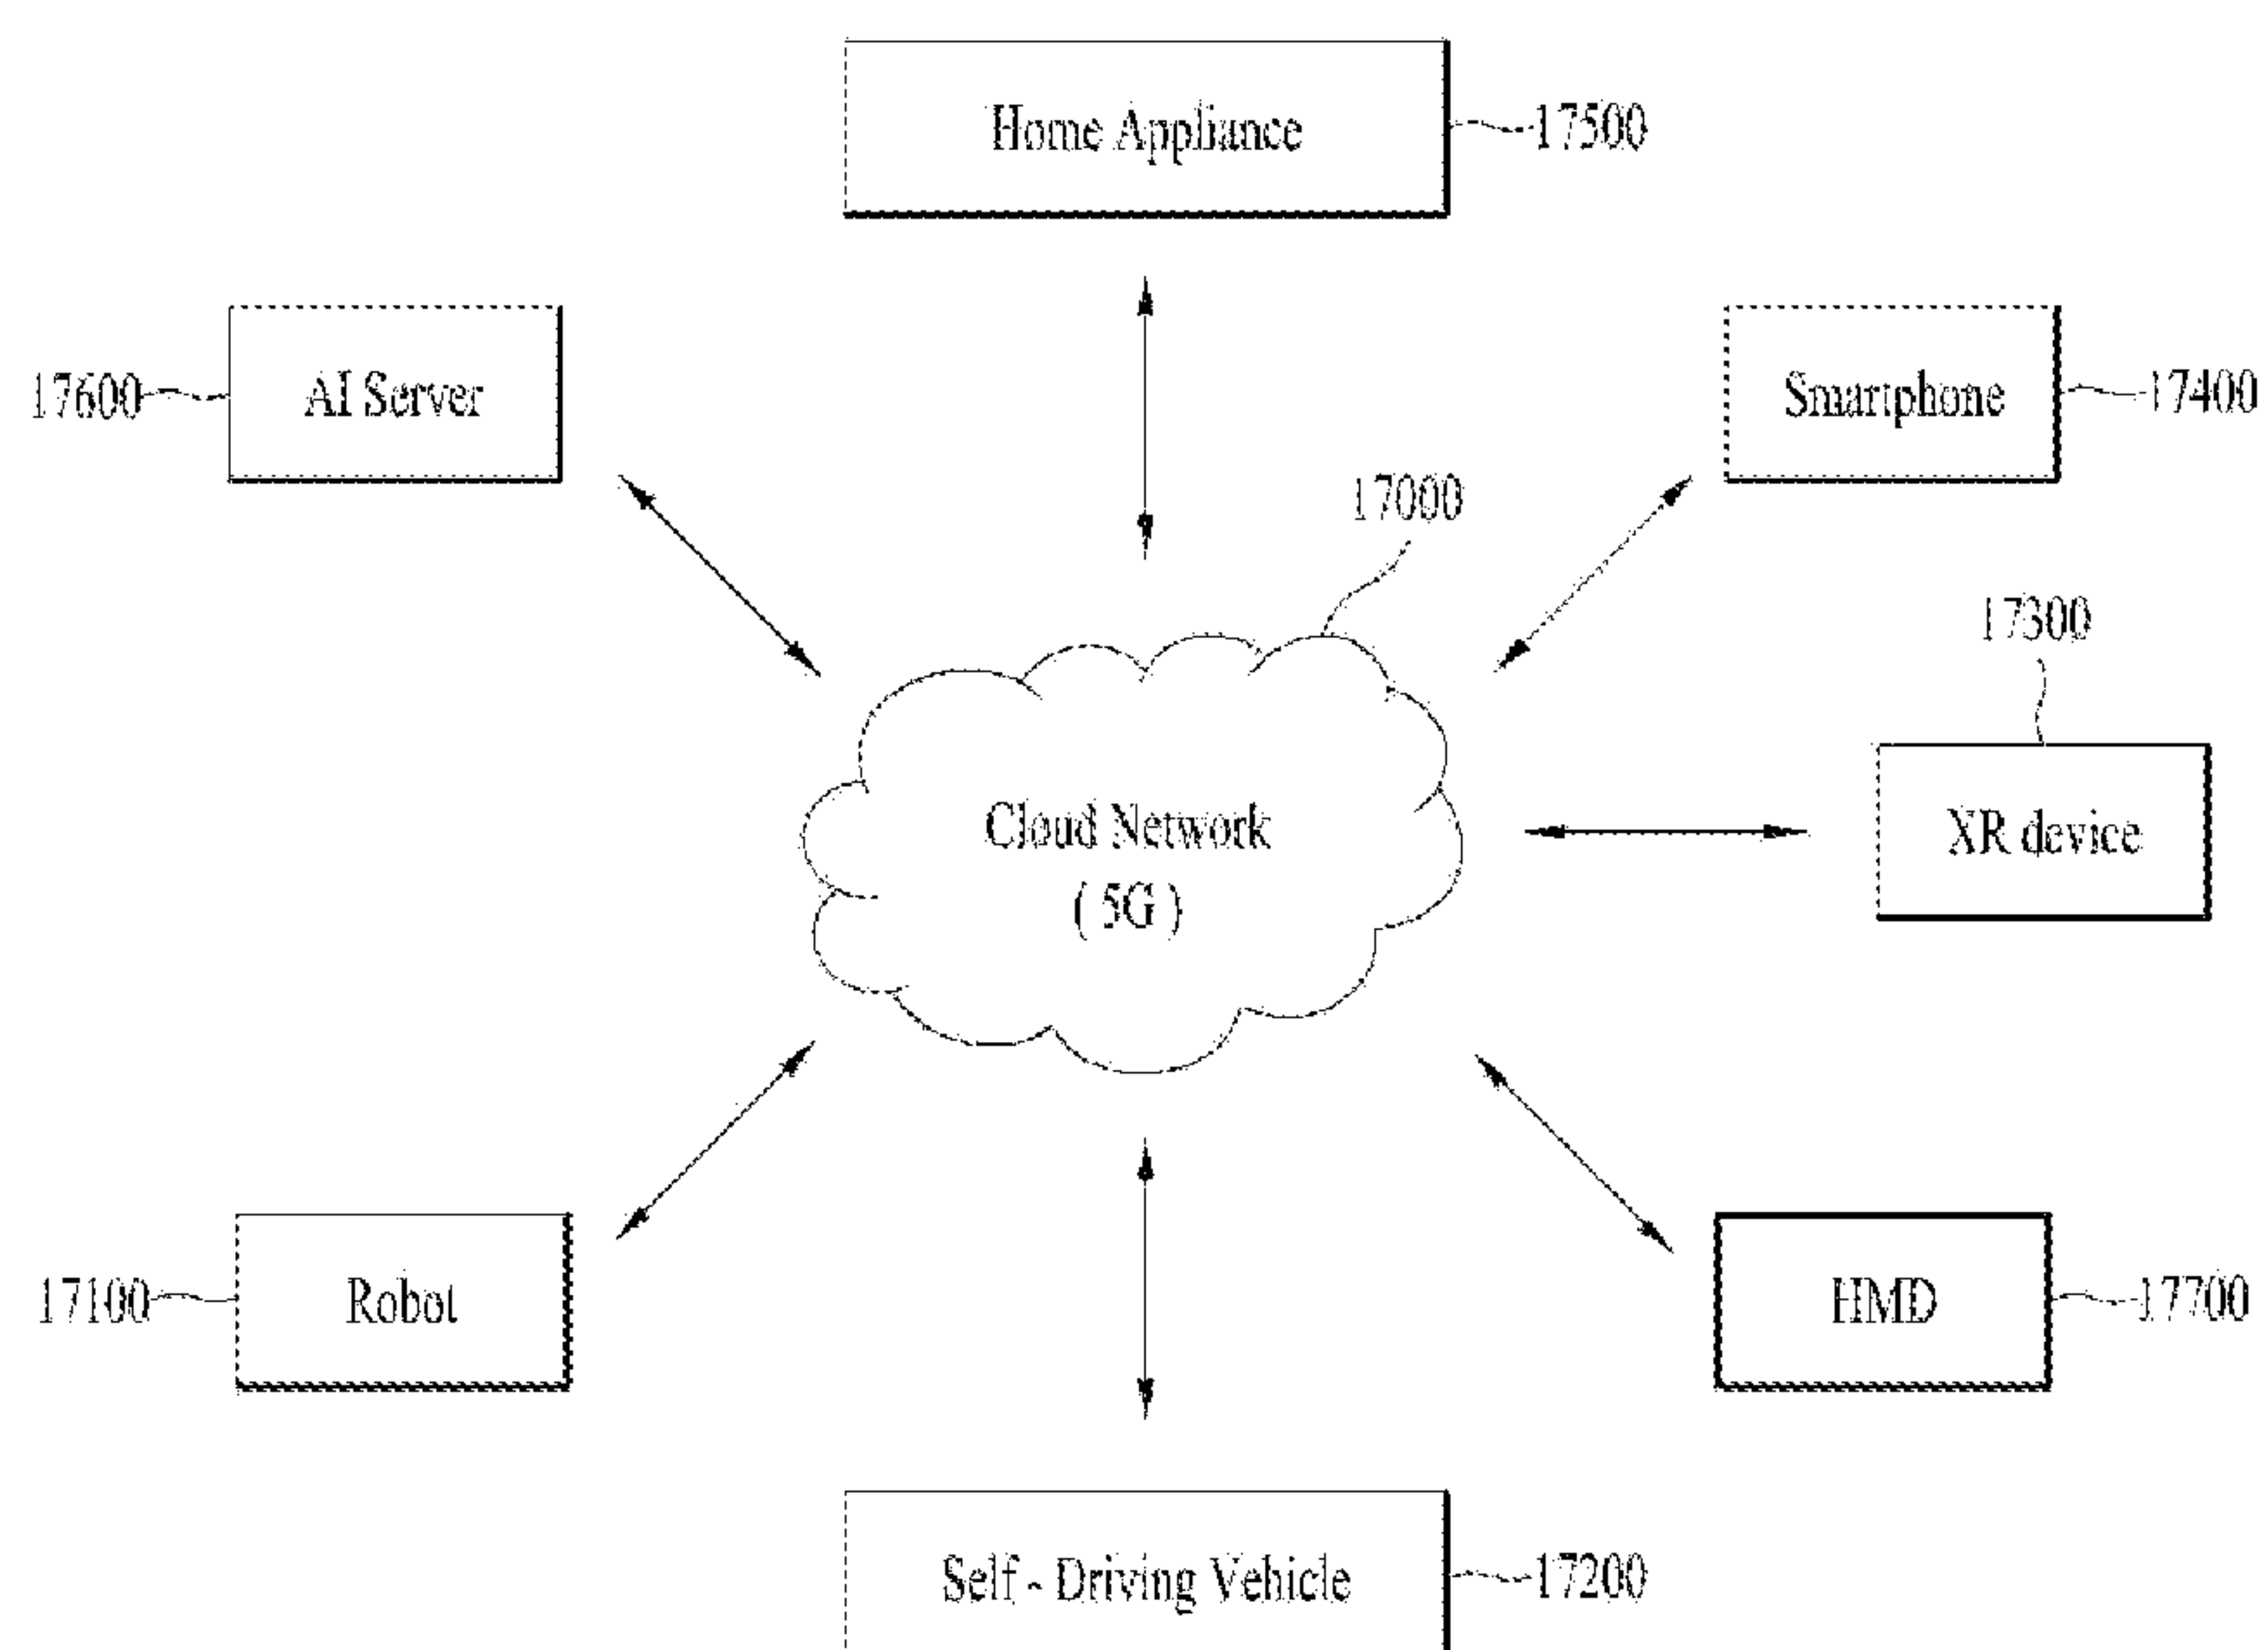 Home Appliance 17500
17600 AI Server
Smartphone 17400
17000
17300
Cloud Network
( 5G )
XR device
17100 Robot
HMD 17700
Self - Driving Vehicle 17200